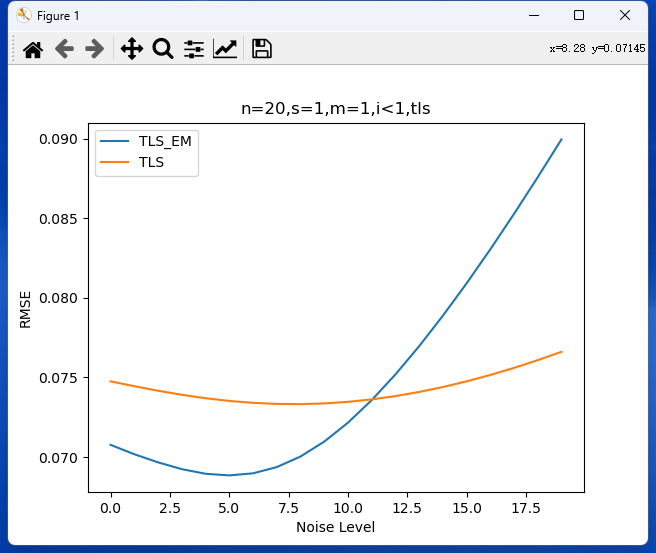 Figure 1
x=8.28 y=0.07145
n=20,s=1,m=1,i<1,tls
TLS_EM
TLS
0.090
0.085
0.080
0.075
0.070
RMSE
0.0 2.5 5.0 7.5 10.0 12.5 15.0 17.5
Noise Level